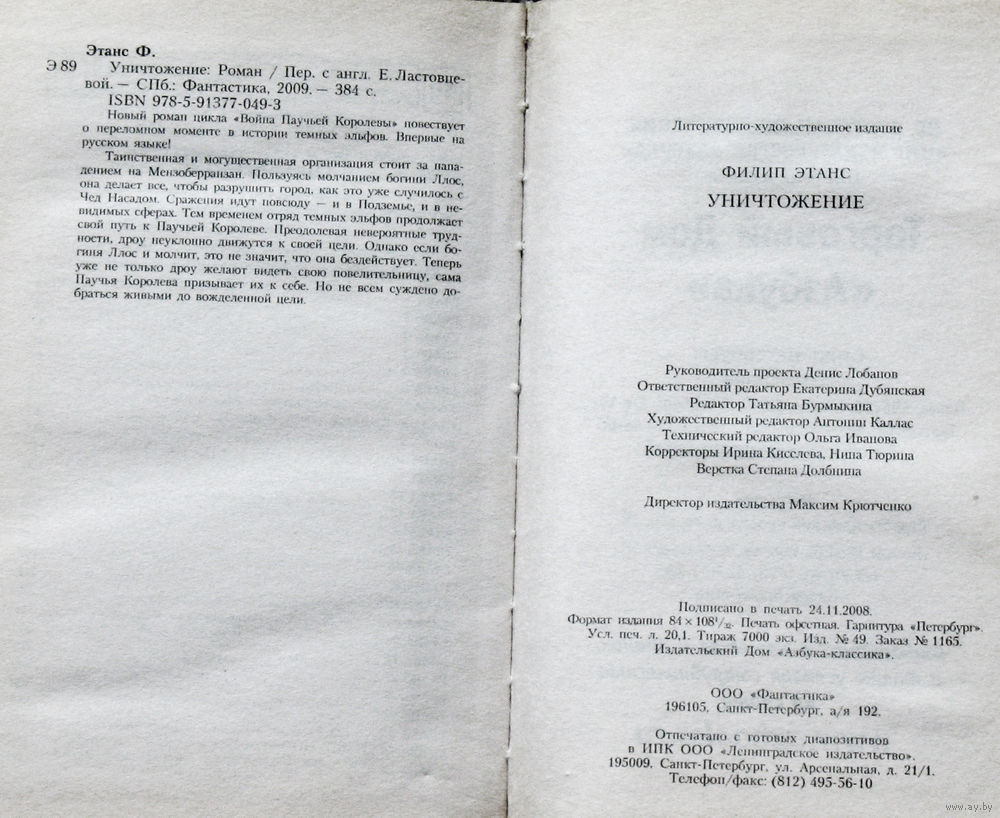 Этанс Ф.
Э 89 Уничтожение: Роман / Пер. с англ. Е. Ластовце-
вой. — СПб.: Фантастика, 2009. — 384 с.
ISBN 978-5-91377-049-3
Новый роман цикла «Война Паучьей Королевы» повествует
о переломном моменте в истории темных эльфов. Впервые на
русском языке!
Таинственная и могущественная организация стоит за напа-
дением на Мензоберранзан. Пользуясь молчанием богини Ллос,
она делает все, чтобы разрушить город, как это уже случилось с
Чед Насадом. Сражения идут повсюду — и в Подземье, и в не-
видимых сферах. Тем временем отряд темных эльфов продолжает
свой путь к Паучьей Королеве. Преодолевая невероятные труд-
ности, дроу неуклонно движутся к своей цели. Однако если бо-
гиня Ллос и молчит, это не значит, что она бездействует. Теперь
уже не только дроу желают видеть свою повелительницу, сама
Паучья Королева призывает их к себе. Но не всем суждено до-
браться живыми до вожделенной цели.
Литературно-художественное издание
ФИЛИП ЭТАНС
УНИЧТОЖЕНИЕ
Руководитель проекта Денис Лобанов
Ответственный редактор Екатерина Дубянская
Редактор Татьяна Бурмыкина
Художественный редактор Антонин Каллас
Технический редактор Ольга Иванова
Корректоры Ирина Киселева, Нина Тюрина
Верстка Степана Долбнина
Директор издательства Максим Крютченко
Подписано в печать 24.11.2008.
Формат издания 84 × 108¹/₃₂. Печать офсетная. Гарнитура «Петербург».
Усл. печ. л. 20,1. Тираж 7000 экз. Изд. № 49. Заказ № 1165.
Издательский Дом «Азбука-классика».
ООО «Фантастика»
196105, Санкт-Петербург, а/я 192.
Отпечатано с готовых диапозитивов
в ИПК ООО «Ленинградское издательство».
195009, Санкт-Петербург, ул. Арсенальная, д. 21/1.
Телефон/факс: (812) 495-56-10
www.ay.by